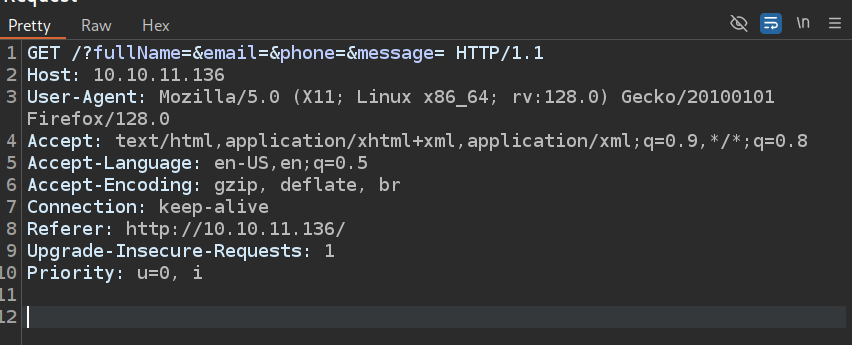 Request
Pretty Raw Hex
\n
1 GET /?fullName=&email=&phone=&message= HTTP/1.1
2 Host: 10.10.11.136
3 User-Agent: Mozilla/5.0 (X11; Linux x86_64; rv:128.0) Gecko/20100101
Firefox/128.0
4 Accept: text/html,application/xhtml+xml,application/xml;q=0.9,*/*;q=0.8
5 Accept-Language: en-US,en;q=0.5
6 Accept-Encoding: gzip, deflate, br
7 Connection: keep-alive
8 Referer: http://10.10.11.136/
9 Upgrade-Insecure-Requests: 1
10 Priority: u=0, i
11
12